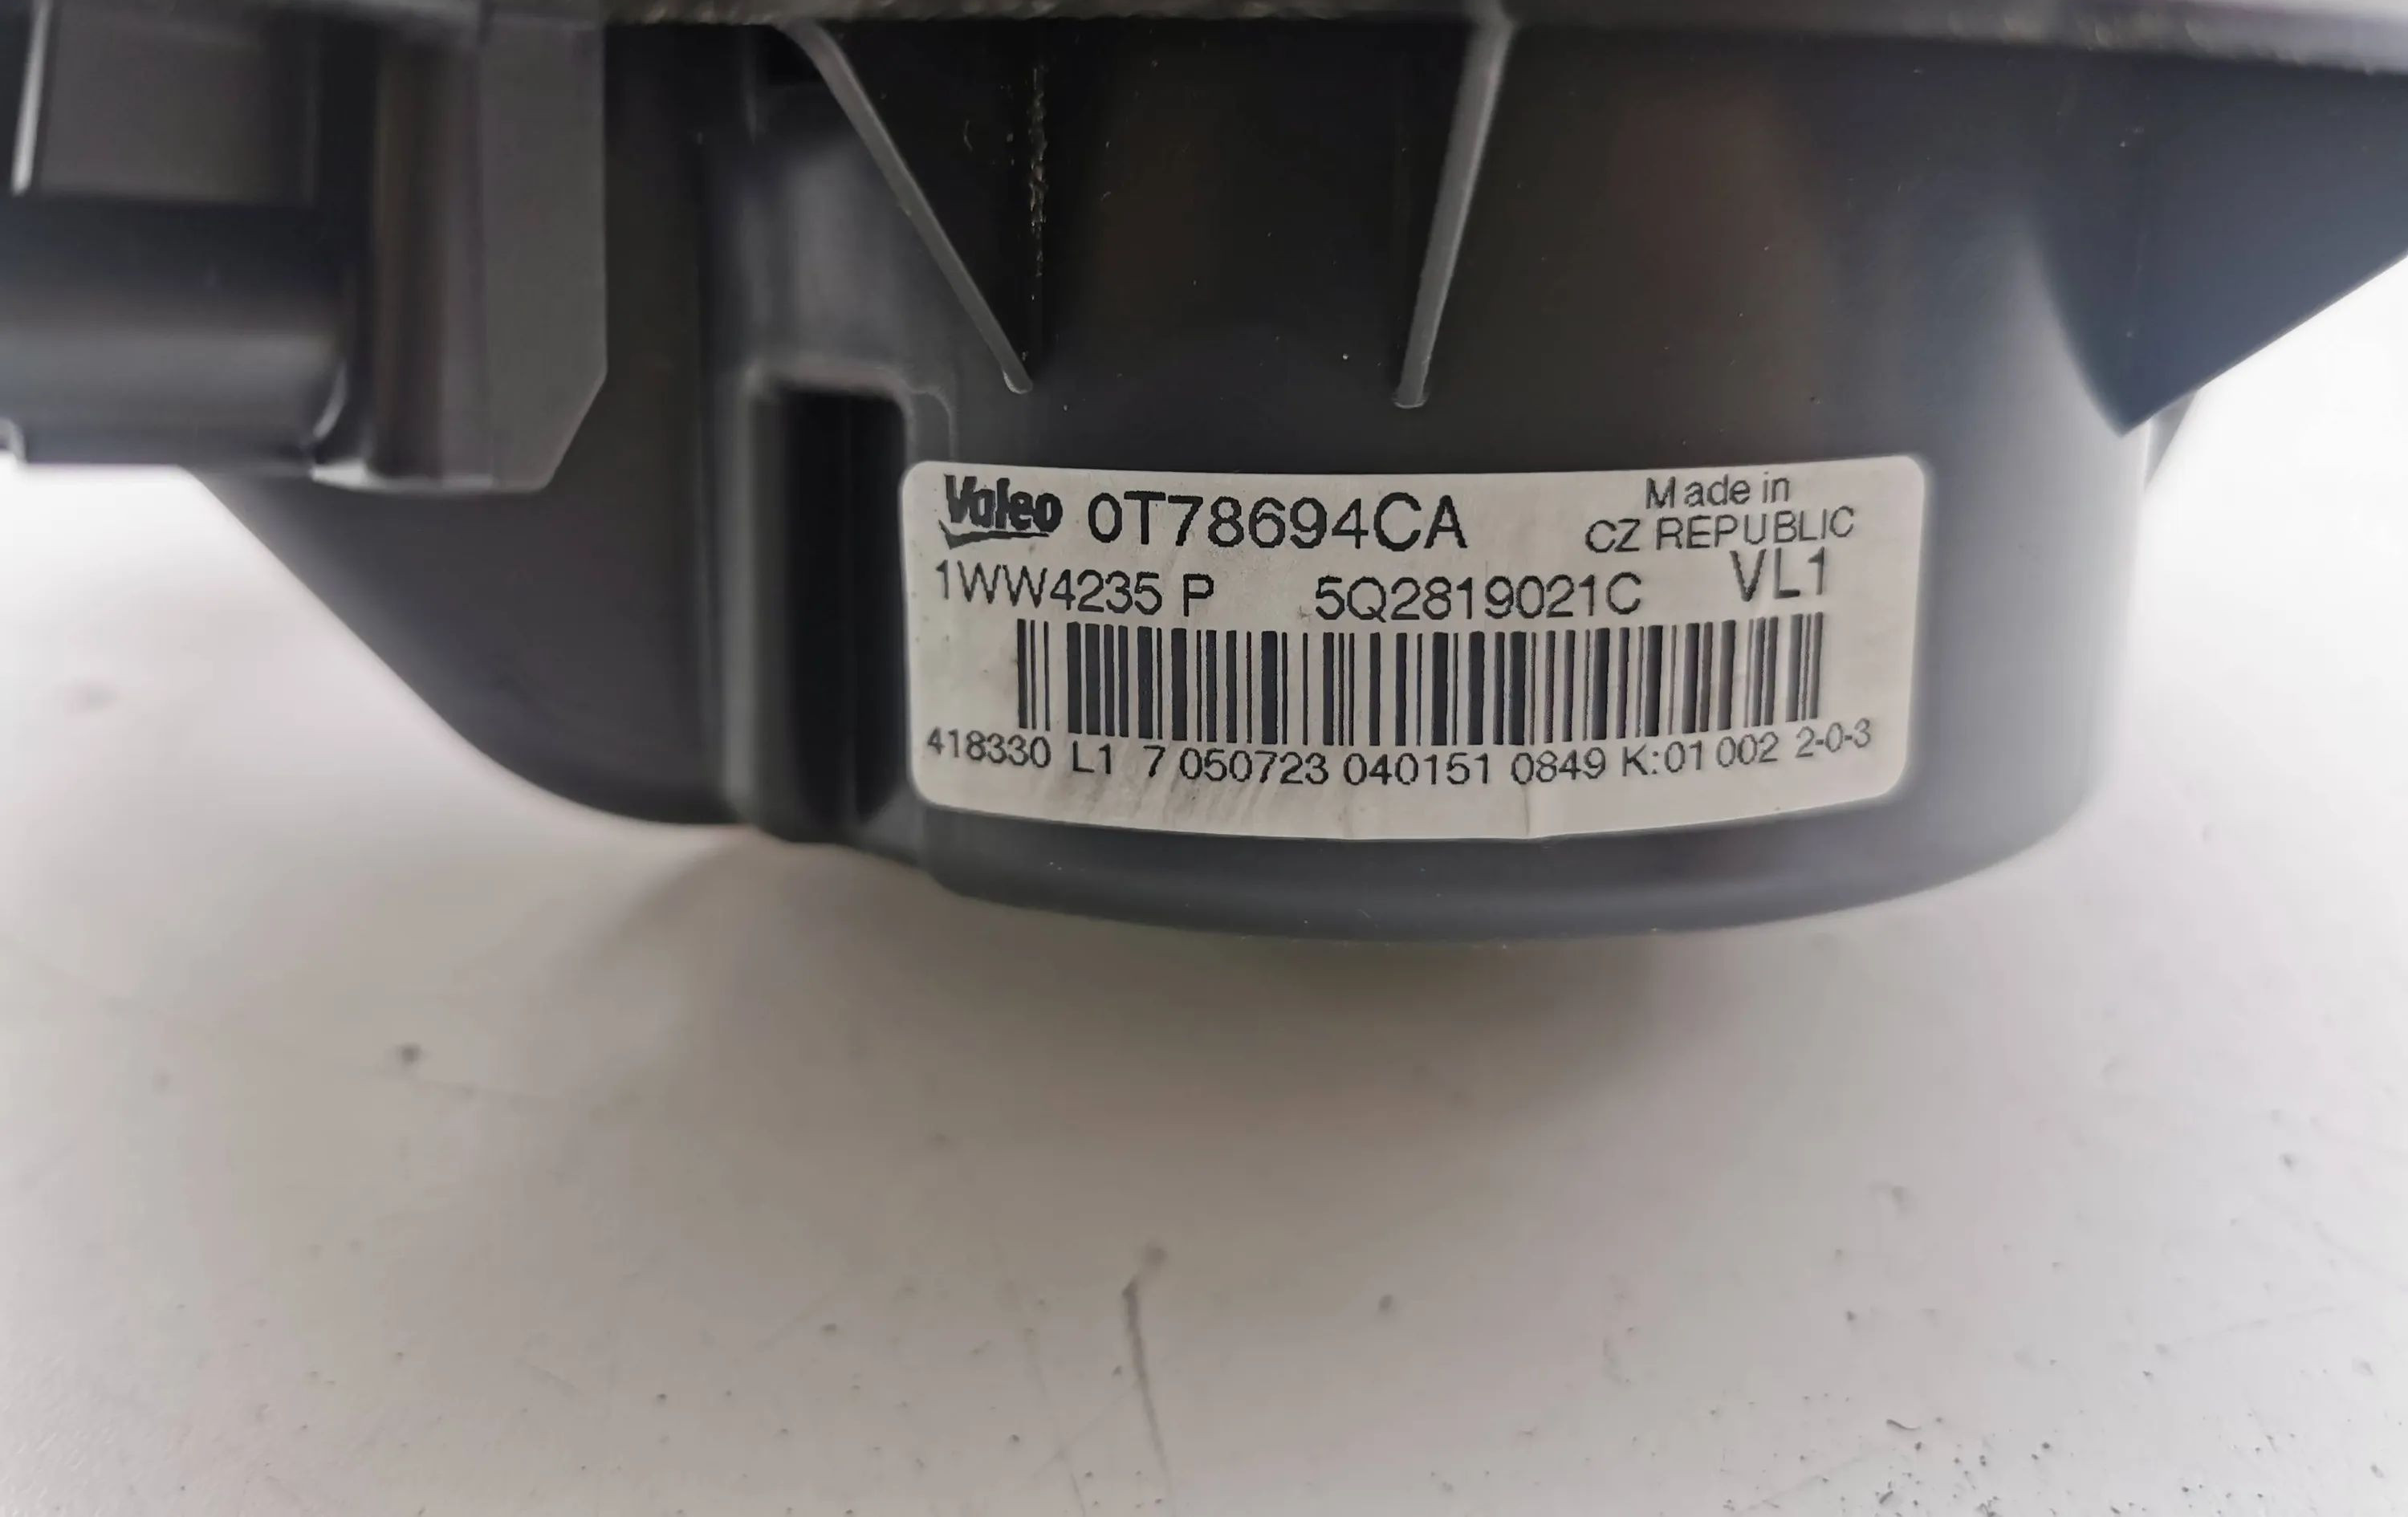 Valeo 0T78694CA Made in
CZ REPUBLIC
1WW4235 P 5Q2819021C VL1
418330 L1 7 050723 040151 0849 K:01 002 2-0-3